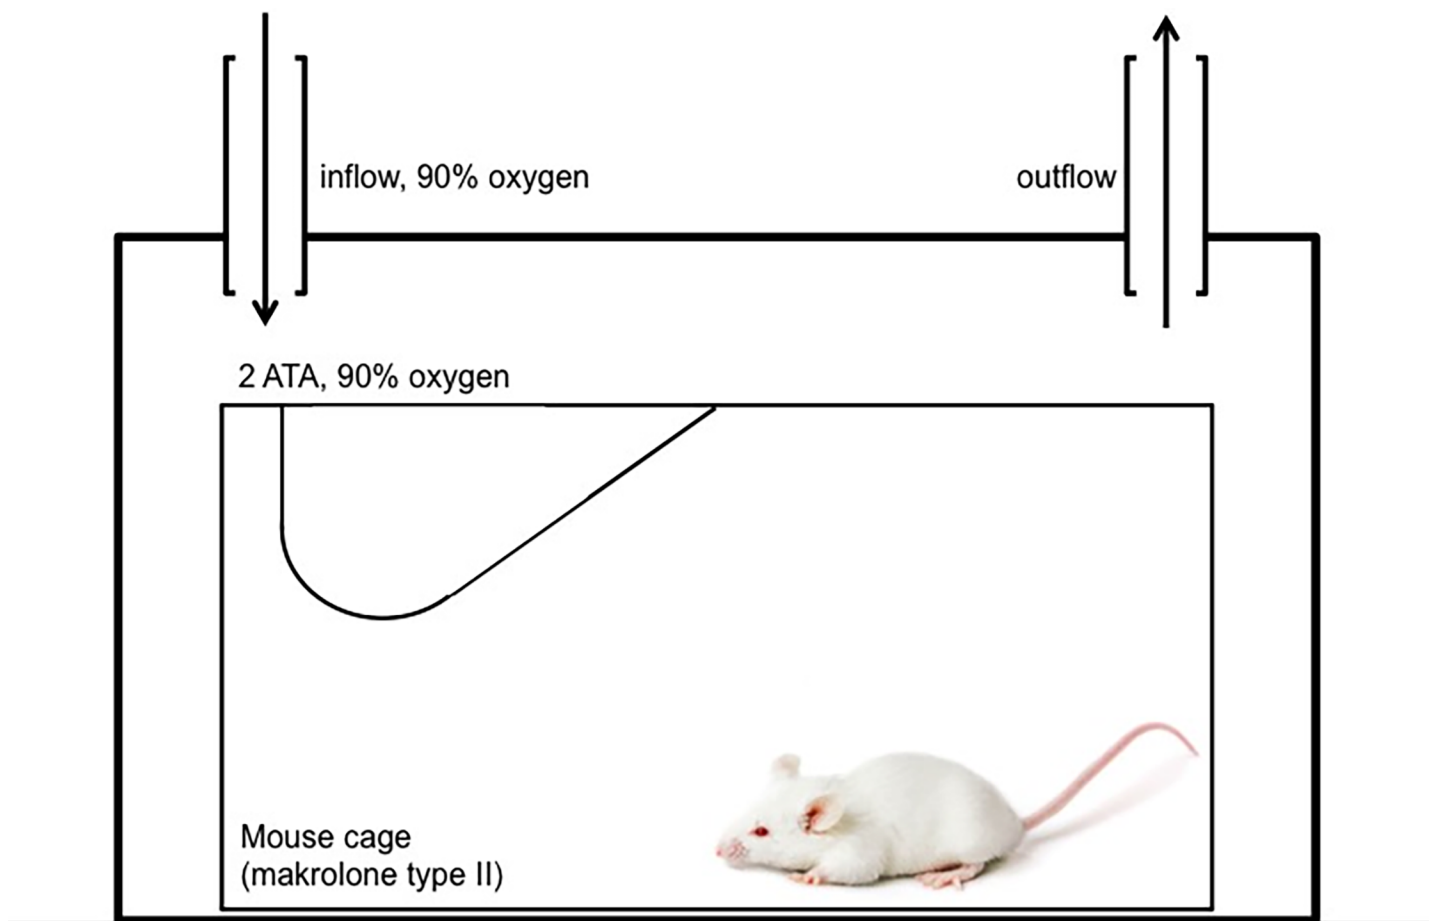 inflow, 90% oxygen
outflow
2 ATA, 90% oxygen
Mouse cage
(makrolone type II)